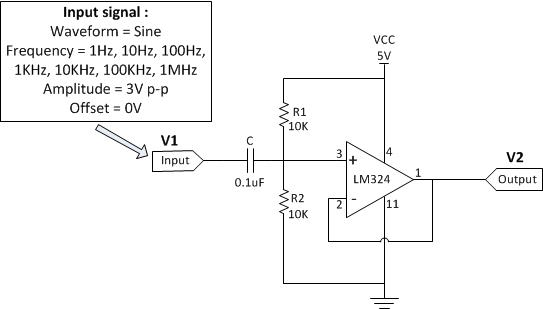 Input signal :
Waveform = Sine
Frequency = 1Hz, 10Hz, 100Hz,
1KHz, 10KHz, 100KHz, 1MHz
Amplitude = 3V p-p
Offset = 0V
VCC
5V
V1
Input
C
0.1uF
R1
10K
R2
10K
3
+
4
LM324
1
2
-
11
V2
Output